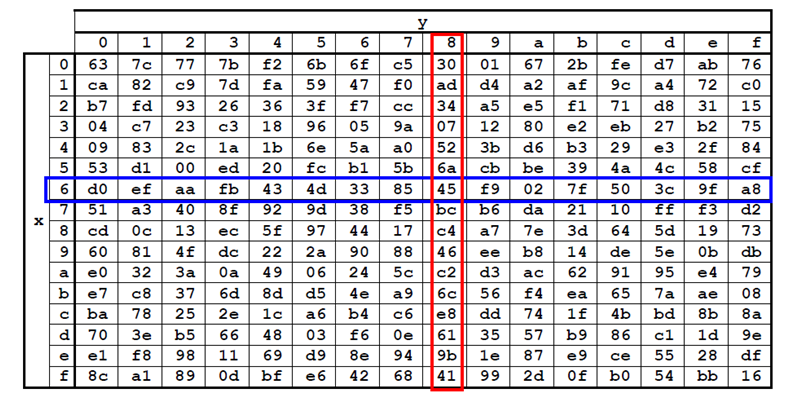 y
0 1 2 3 4 5 6 7 8 9 a b c d e f
0 63 7c 77 7b f2 6b 6f c5 30 01 67 2b fe d7 ab 76
1 ca 82 c9 7d fa 59 47 f0 ad d4 a2 af 9c a4 72 c0
2 b7 fd 93 26 36 3f f7 cc 34 a5 e5 f1 71 d8 31 15
3 04 c7 23 c3 18 96 05 9a 07 12 80 e2 eb 27 b2 75
4 09 83 2c 1a 1b 6e 5a a0 52 3b d6 b3 29 e3 2f 84
5 53 d1 00 ed 20 fc b1 5b 6a cb be 39 4a 4c 58 cf
6 d0 ef aa fb 43 4d 33 85 45 f9 02 7f 50 3c 9f a8
7 51 a3 40 8f 92 9d 38 f5 bc b6 da 21 10 ff f3 d2
x
8 cd 0c 13 ec 5f 97 44 17 c4 a7 7e 3d 64 5d 19 73
9 60 81 4f dc 22 2a 90 88 46 ee b8 14 de 5e 0b db
a e0 32 3a 0a 49 06 24 5c c2 d3 ac 62 91 95 e4 79
b e7 c8 37 6d 8d d5 4e a9 6c 56 f4 ea 65 7a ae 08
c ba 78 25 2e 1c a6 b4 c6 e8 dd 74 1f 4b bd 8b 8a
d 70 3e b5 66 48 03 f6 0e 61 35 57 b9 86 c1 1d 9e
e e1 f8 98 11 69 d9 8e 94 9b 1e 87 e9 ce 55 28 df
f 8c a1 89 0d bf e6 42 68 41 99 2d 0f b0 54 bb 16